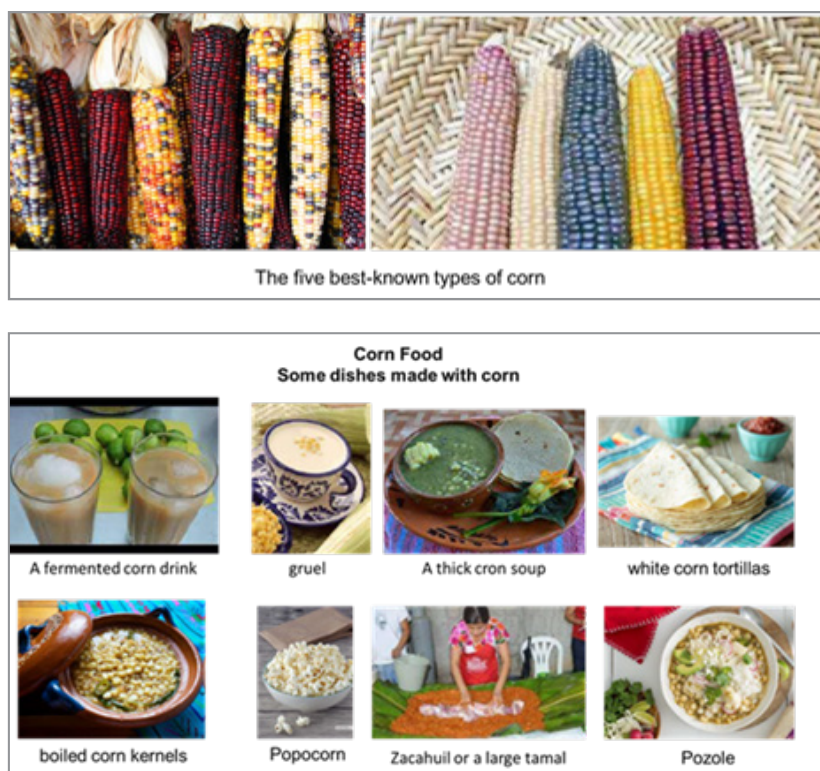 The five best-known types of corn
Corn Food
Some dishes made with corn
A fermented corn drink
gruel
A thick cron soup
white corn tortillas
boiled corn kernels
Popocorn
Zacahuil or a large tamal
Pozole